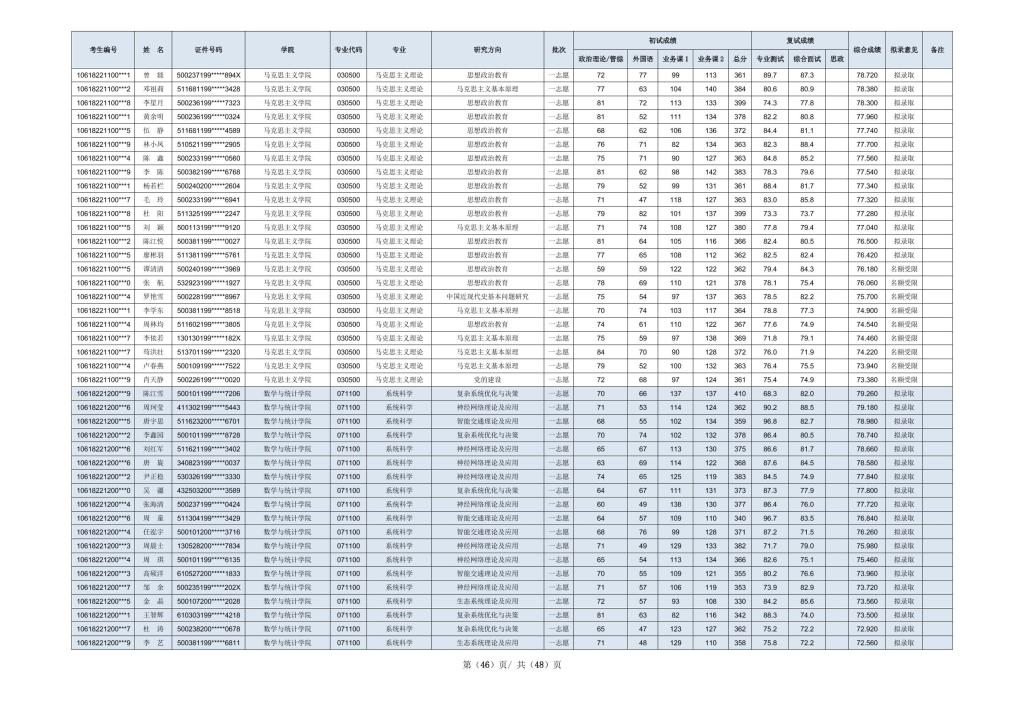 考生编号 姓 名 证件号码 学院 专业代码 专业 研究方向 批次 初试成绩 复试成绩 综合成绩 拟录意见 备注
政治理论/管综 外国语 业务课1 业务课2 总分 专业测试 综合面试 思政
10618221100***1 曾 500237199*****894X 马克思主义学院 030500 马克思主义理论 思想政治教育 一志愿 72 77 99 113 361 89.7 87.3 78.720 拟录取
10618221100***2 邓祖莉 511681199*****3428 马克思主义学院 030500 马克思主义理论 马克思主义基本原理 一志愿 77 63 104 140 384 80.6 80.9 78.380 拟录取
10618221100***8 李星月 500236199*****7323 马克思主义学院 030500 马克思主义理论 思想政治教育 一志愿 81 72 113 133 399 74.3 77.8 78.300 拟录取
10618221100***1 黄余明 500236199*****0324 马克思主义学院 030500 马克思主义理论 思想政治教育 一志愿 81 52 111 134 378 82.2 80.8 77.960 拟录取
10618221100***5 伍 静 511681199*****4589 马克思主义学院 030500 马克思主义理论 思想政治教育 一志愿 68 62 106 136 372 84.4 81.1 77.740 拟录取
10618221100***9 林小凤 510521199*****2905 马克思主义学院 030500 马克思主义理论 思想政治教育 一志愿 76 71 82 134 363 82.3 88.4 77.700 拟录取
10618221100***4 陈 鑫 500233199*****0560 马克思主义学院 030500 马克思主义理论 思想政治教育 一志愿 75 71 90 127 363 84.8 85.2 77.560 拟录取
10618221100***9 李 陈 500382199*****6768 马克思主义学院 030500 马克思主义理论 思想政治教育 一志愿 81 62 98 142 383 78.3 79.6 77.540 拟录取
10618221100***1 杨若栏 500240200*****2604 马克思主义学院 030500 马克思主义理论 思想政治教育 一志愿 79 52 99 131 361 88.4 81.7 77.340 拟录取
10618221100***7 毛 玲 500233199*****6941 马克思主义学院 030500 马克思主义理论 思想政治教育 一志愿 71 47 118 127 363 83.0 85.8 77.320 拟录取
10618221100***8 杜 阳 511325199*****2247 马克思主义学院 030500 马克思主义理论 思想政治教育 一志愿 79 82 101 137 399 73.3 73.7 77.280 拟录取
10618221100***5 刘 颖 500113199*****9120 马克思主义学院 030500 马克思主义理论 马克思主义基本原理 一志愿 71 74 108 127 380 77.8 79.4 77.040 拟录取
10618221100***2 陈江悦 500381199*****0027 马克思主义学院 030500 马克思主义理论 思想政治教育 一志愿 81 64 105 116 366 82.4 80.5 76.500 拟录取
10618221100***5 廖彬羽 511381199*****5761 马克思主义学院 030500 马克思主义理论 思想政治教育 一志愿 77 65 108 112 362 82.5 82.4 76.420 拟录取
10618221100***5 谭清清 500240199*****3969 马克思主义学院 030500 马克思主义理论 思想政治教育 一志愿 59 59 122 122 362 79.4 84.3 76.180 名额受限
10618221100***0 张 航 532923199*****1927 马克思主义学院 030500 马克思主义理论 思想政治教育 一志愿 78 69 110 121 378 78.1 75.4 76.060 名额受限
10618221100***4 罗艳雪 500228199*****8967 马克思主义学院 030500 马克思主义理论 中国近现代史基本问题研究 一志愿 75 54 97 137 363 78.5 82.2 75.700 名额受限
10618221100***1 李学东 500381199*****8518 马克思主义学院 030500 马克思主义理论 马克思主义基本原理 一志愿 70 74 103 117 364 78.8 77.3 74.900 名额受限
10618221100***4 周林均 511602199*****3805 马克思主义学院 030500 马克思主义理论 思想政治教育 一志愿 74 61 110 122 367 77.6 74.9 74.540 名额受限
10618221100***7 李依若 130130199*****182X 马克思主义学院 030500 马克思主义理论 马克思主义基本原理 一志愿 75 59 97 138 369 71.8 79.1 74.460 名额受限
10618221100***7 苟洪壮 513701199*****2320 马克思主义学院 030500 马克思主义理论 马克思主义基本原理 一志愿 84 70 90 128 372 76.0 71.9 74.220 名额受限
10618221100***4 卢春燕 500109199*****7522 马克思主义学院 030500 马克思主义理论 马克思主义基本原理 一志愿 79 52 100 132 363 76.4 75.5 73.940 名额受限
10618221100***9 肖天静 500226199*****0020 马克思主义学院 030500 马克思主义理论 党的建设 一志愿 72 68 97 124 361 75.4 74.9 73.380 名额受限
10618221200***9 陈江雪 500101199*****7206 数学与统计学院 071100 系统科学 复杂系统优化与决策 一志愿 70 66 137 137 410 68.3 82.0 79.260 拟录取
10618221200***6 周珂莹 411302199*****5443 数学与统计学院 071100 系统科学 神经网络理论及应用 一志愿 71 53 114 124 362 90.2 88.5 79.180 拟录取
10618221200***5 唐宇思 511623200*****6701 数学与统计学院 071100 系统科学 智能交通理论及应用 一志愿 68 55 102 134 359 96.8 82.7 78.980 拟录取
10618221200***2 李鑫园 500101199*****8728 数学与统计学院 071100 系统科学 复杂系统优化与决策 一志愿 70 74 102 132 378 86.4 80.5 78.740 拟录取
10618221200***6 刘红军 511621199*****3402 数学与统计学院 071100 系统科学 神经网络理论及应用 一志愿 65 67 113 130 375 86.6 81.7 78.660 拟录取
10618221200***6 唐 旋 340823199*****0037 数学与统计学院 071100 系统科学 神经网络理论及应用 一志愿 63 69 114 122 368 87.6 84.5 78.580 拟录取
10618221200***2 尹正稳 530326199*****3330 数学与统计学院 071100 系统科学 神经网络理论及应用 一志愿 74 65 125 119 383 84.5 74.9 77.840 拟录取
10618221200***0 吴 疆 432503200*****3589 数学与统计学院 071100 系统科学 复杂系统优化与决策 一志愿 64 67 111 131 373 87.3 77.9 77.800 拟录取
10618221200***4 张海清 500237199*****0424 数学与统计学院 071100 系统科学 神经网络理论及应用 一志愿 60 49 138 130 377 86.4 76.0 77.720 拟录取
10618221200***6 周 童 511304199*****3429 数学与统计学院 071100 系统科学 智能交通理论及应用 一志愿 64 57 109 110 340 96.7 83.5 76.840 拟录取
10618221200***4 任泓宇 500101200*****3716 数学与统计学院 071100 系统科学 智能交通理论及应用 一志愿 68 76 99 128 371 87.2 71.5 76.260 拟录取
10618221200***3 周晨士 130528200*****7834 数学与统计学院 071100 系统科学 神经网络理论及应用 一志愿 71 49 129 133 382 71.7 79.0 75.980 拟录取
10618221200***4 周 琪 500101199*****6135 数学与统计学院 071100 系统科学 神经网络理论及应用 一志愿 65 54 113 134 366 82.6 75.1 75.460 拟录取
10618221200***3 高硕洋 610527200*****1833 数学与统计学院 071100 系统科学 智能交通理论及应用 一志愿 70 55 109 121 355 80.2 76.6 73.960 拟录取
10618221200***7 邹 余 500235199*****202X 数学与统计学院 071100 系统科学 神经网络理论及应用 一志愿 71 57 106 119 353 73.9 82.9 73.720 拟录取
10618221200***5 金 晶 500107200*****2028 数学与统计学院 071100 系统科学 生态系统理论及应用 一志愿 72 57 93 108 330 84.2 85.6 73.560 拟录取
10618221200***1 王智辉 610303199*****4218 数学与统计学院 071100 系统科学 复杂系统优化与决策 一志愿 81 63 82 116 342 88.3 74.0 73.500 拟录取
10618221200***7 杜 涛 500238200*****0678 数学与统计学院 071100 系统科学 复杂系统优化与决策 一志愿 65 47 123 127 362 75.2 72.2 72.920 拟录取
10618221200***9 李 艺 500381199*****6811 数学与统计学院 071100 系统科学 生态系统理论及应用 一志愿 71 48 129 110 358 75.8 72.2 72.560 拟录取
第（46）页/ 共（48）页